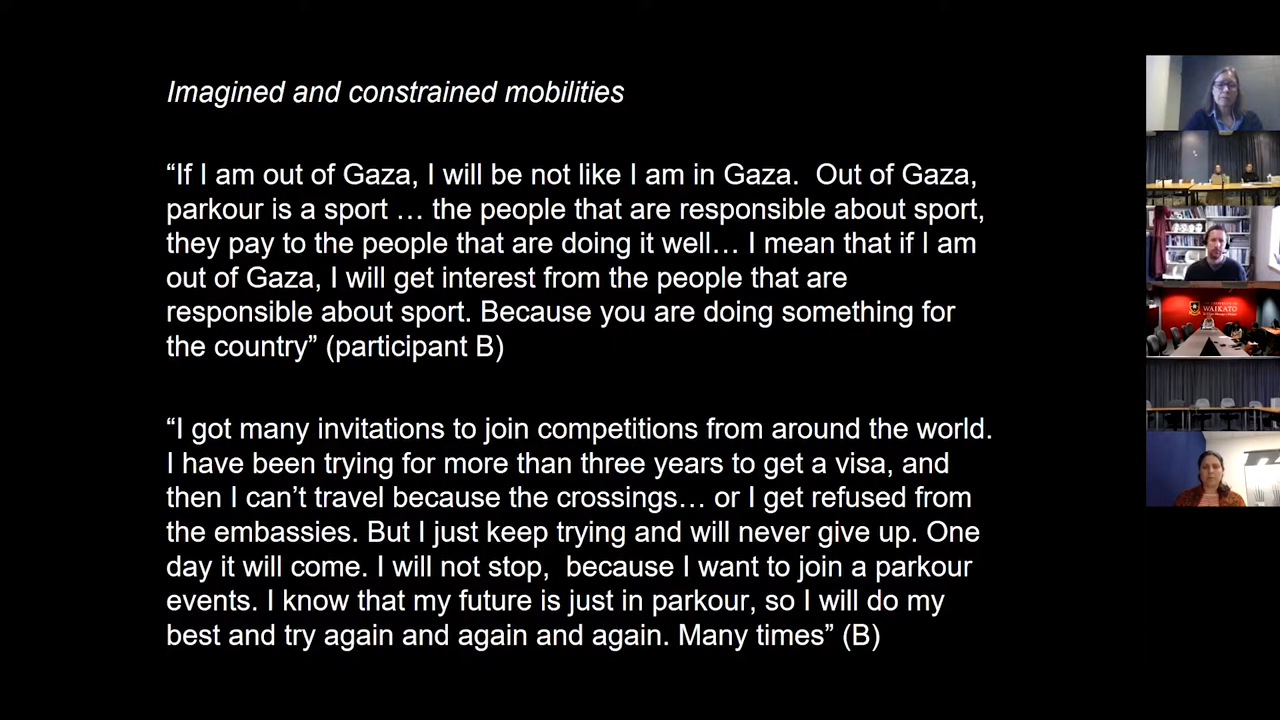 Imagined and constrained mobilities
“If I am out of Gaza, I will be not like I am in Gaza.  Out of Gaza,
parkour is a sport … the people that are responsible about sport,
they pay to the people that are doing it well… I mean that if I am
out of Gaza, I will get interest from the people that are
responsible about sport. Because you are doing something for
the country” (participant B)
“I got many invitations to join competitions from around the world.
I have been trying for more than three years to get a visa, and
then I can’t travel because the crossings… or I get refused from
the embassies. But I just keep trying and will never give up. One
day it will come. I will not stop,  because I want to join a parkour
events. I know that my future is just in parkour, so I will do my
best and try again and again and again. Many times” (B)
WAIKATO